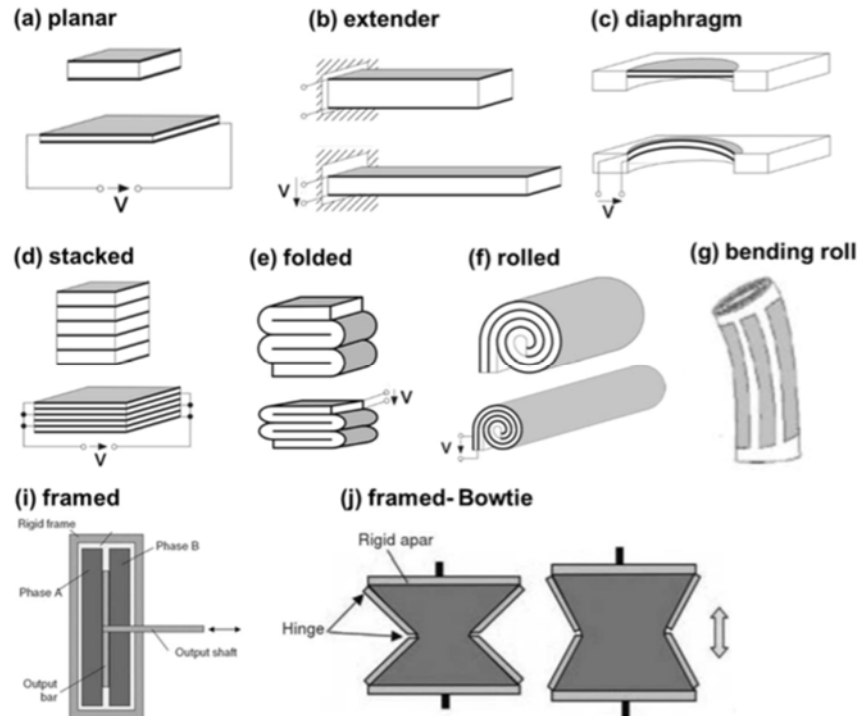 (a) planar
(b) extender
(c) diaphragm
V
V
V
(d) stacked
(e) folded
(f) rolled
(g) bending roll
V
V
V
(i) framed
(j) framed- Bowtie
Rigid frame
Phase B
Phase A
Output shaft
Output
bar
Rigid apar
Hinge